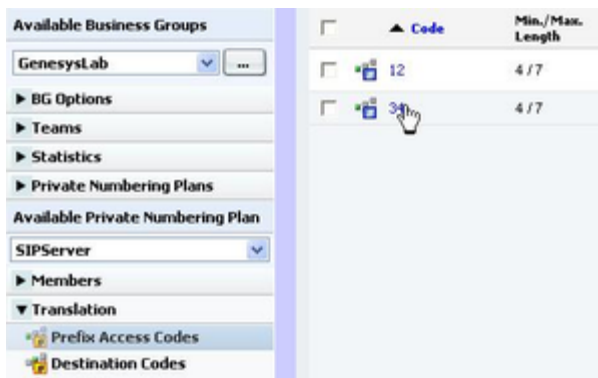 Available Business Groups
GenesysLab
...
BG Options
Teams
Statistics
Private Numbering Plans
Available Private Numbering Plan
SIPServer
Members
Translation
Prefix Access Codes
Destination Codes
Code
Min./Max.
Length
12
4 / 7
34
4 / 7